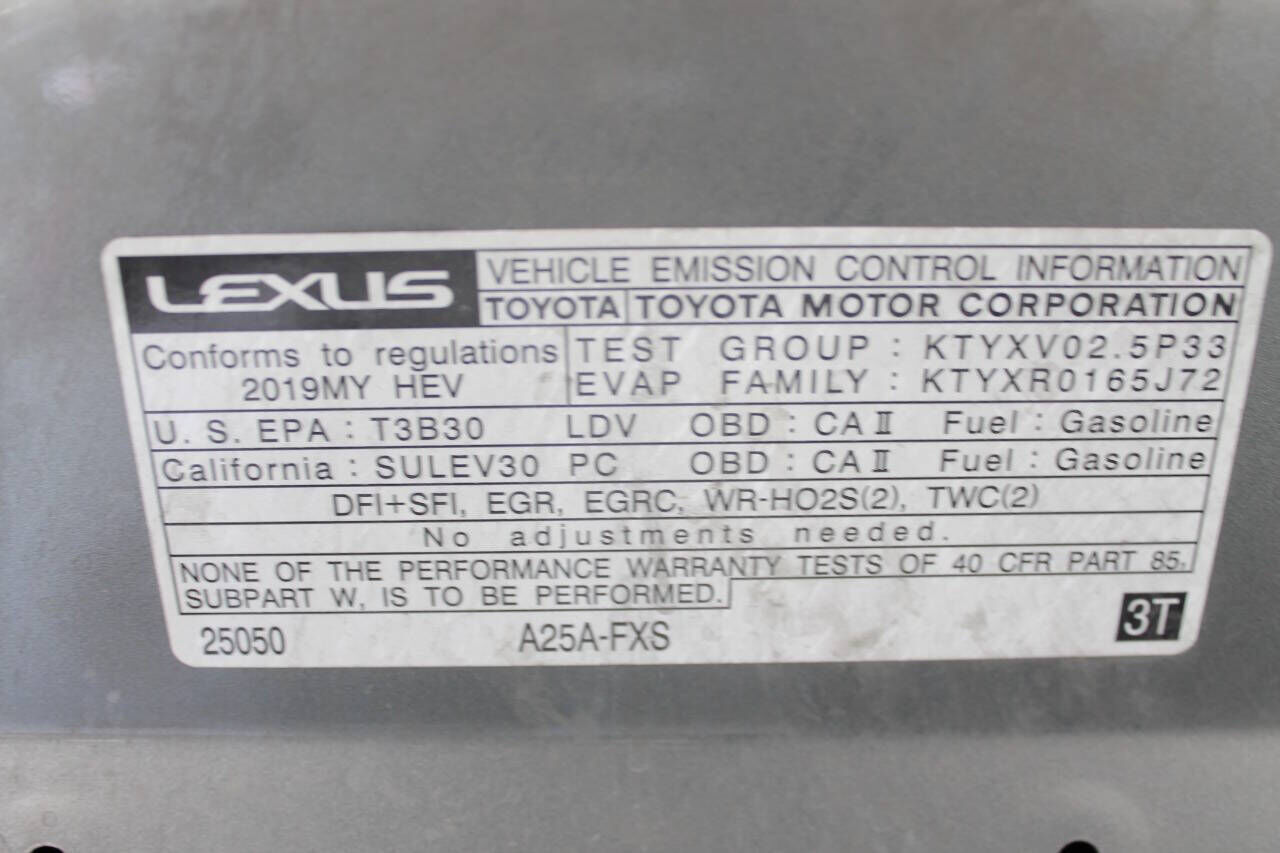 LEXUS VEHICLE EMISSION CONTROL INFORMATION
TOYOTA TOYOTA MOTOR CORPORATION
Conforms to regulations TEST GROUP : KTYXV02.5P33
2019MY HEV EVAP FAMILY : KTYXR0165J72
U. S. EPA : T3B30 LDV OBD : CA II Fuel : Gasoline
California : SULEV30 PC OBD : CA II Fuel : Gasoline
DFI+SFI, EGR, EGRC, WR-HO2S(2), TWC(2)
No adjustments needed.
NONE OF THE PERFORMANCE WARRANTY TESTS OF 40 CFR PART 85,
SUBPART W, IS TO BE PERFORMED.
25050 A25A-FXS 3T